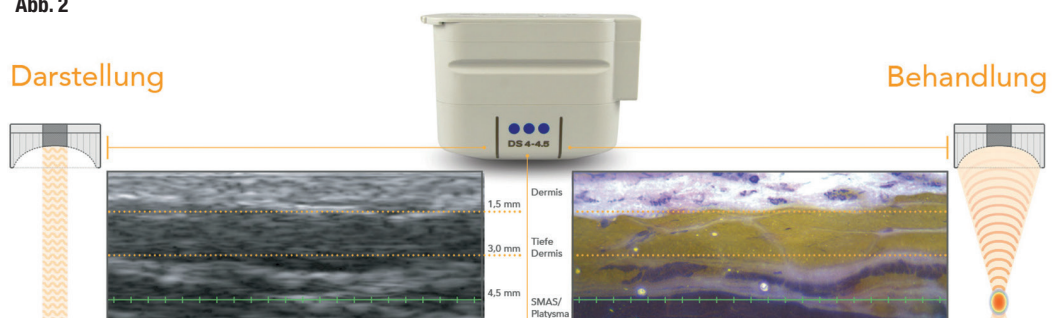 Abb. 2
Darstellung
Behandlung
DS 4-4.5
Dermis
1,5 mm
Tiefe
3,0 mm
Dermis
4,5 mm
SMAS/
Platysma